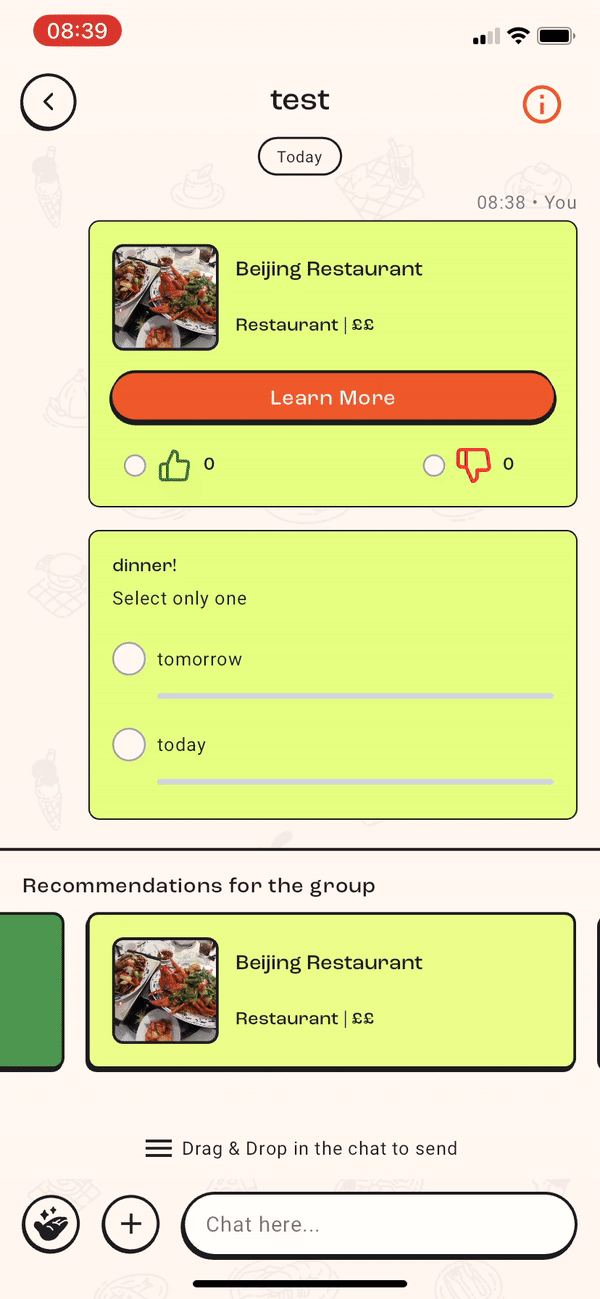 08:39
test
Today
08:38 • You
Beijing Restaurant
Restaurant | ££
Learn More
0
0
dinner!
Select only one
tomorrow
today
Recommendations for the group
Beijing Restaurant
Restaurant | ££
Drag & Drop in the chat to send
Chat here...